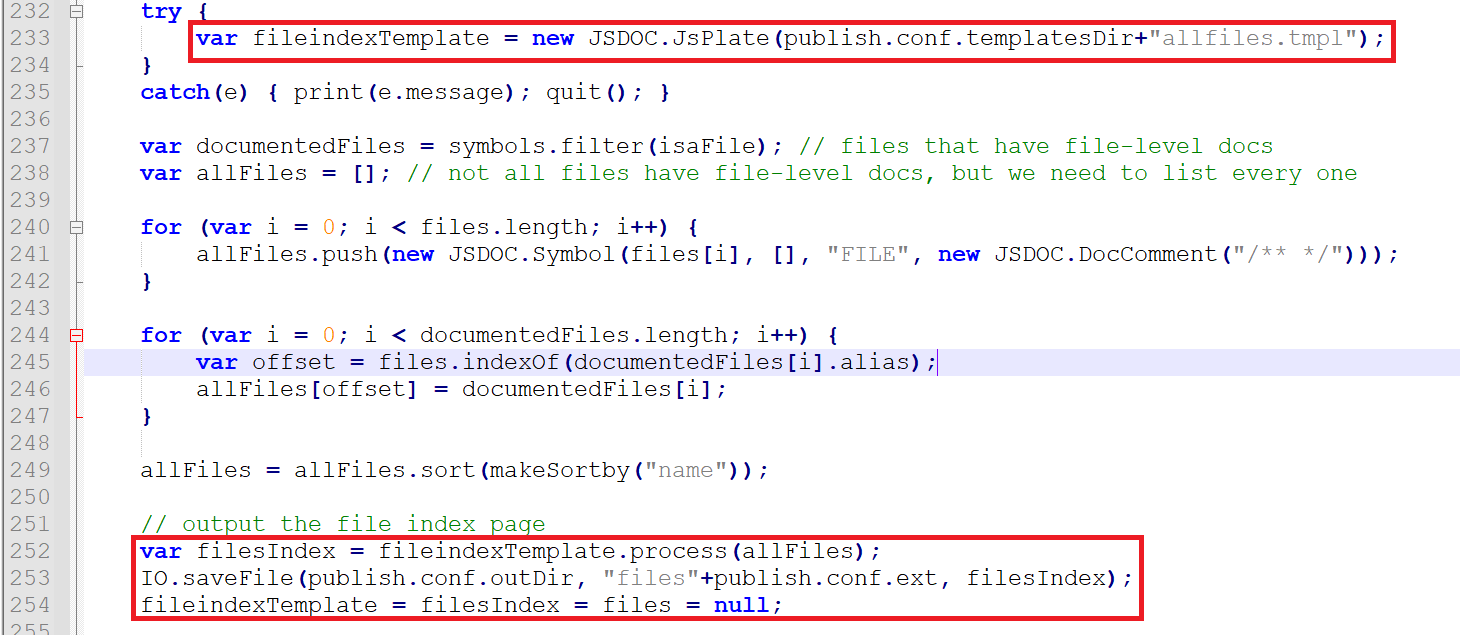 232 try {
233 var fileindexTemplate = new JSDOC.JsPlate(publish.conf.templatesDir+"allfiles.tmpl");
234 }
235 catch(e) { print(e.message); quit(); }
236
237 var documentedFiles = symbols.filter(isaFile); // files that have file-level docs
238 var allFiles = []; // not all files have file-level docs, but we need to list every one
239
240 for (var i = 0; i < files.length; i++) {
241 allFiles.push(new JSDOC.Symbol(files[i], [], "FILE", new JSDOC.DocComment("/** */")));
242 }
243
244 for (var i = 0; i < documentedFiles.length; i++) {
245 var offset = files.indexOf(documentedFiles[i].alias);
246 allFiles[offset] = documentedFiles[i];
247 }
248
249 allFiles = allFiles.sort(makeSortby("name"));
250
251 // output the file index page
252 var filesIndex = fileindexTemplate.process(allFiles);
253 IO.saveFile(publish.conf.outDir, "files"+publish.conf.ext, filesIndex);
254 fileindexTemplate = filesIndex = files = null;
255